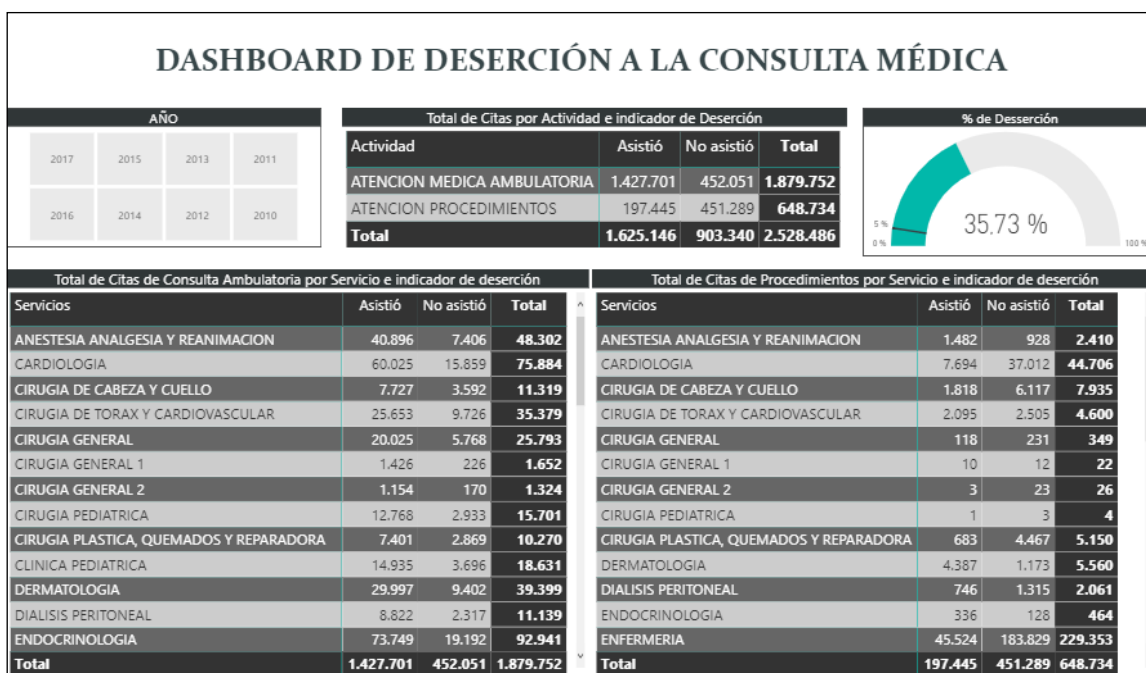 DASHBOARD DE DESERCIÓN A LA CONSULTA MÉDICA
AÑO
2017 2015 2013 2011
2016 2014 2012 2010
Total de Citas por Actividad e indicador de Deserción
Actividad Asistió No asistió Total
ATENCION MEDICA AMBULATORIA 1.427.701 452.051 1.879.752
ATENCION PROCEDIMIENTOS 197.445 451.289 648.734
Total 1.625.146 903.340 2.528.486
% de Desserción
5 %
0 %
35.73 %
100 %
Total de Citas de Consulta Ambulatoria por Servicio e indicador de deserción
Servicios Asistió No asistió Total
ANESTESIA ANALGESIA Y REANIMACION 40.896 7.406 48.302
CARDIOLOGIA 60.025 15.859 75.884
CIRUGIA DE CABEZA Y CUELLO 7.727 3.592 11.319
CIRUGIA DE TORAX Y CARDIOVASCULAR 25.653 9.726 35.379
CIRUGIA GENERAL 20.025 5.768 25.793
CIRUGIA GENERAL 1 1.426 226 1.652
CIRUGIA GENERAL 2 1.154 170 1.324
CIRUGIA PEDIATRICA 12.768 2.933 15.701
CIRUGIA PLASTICA, QUEMADOS Y REPARADORA 7.401 2.869 10.270
CLINICA PEDIATRICA 14.935 3.696 18.631
DERMATOLOGIA 29.997 9.402 39.399
DIALISIS PERITONEAL 8.822 2.317 11.139
ENDOCRINOLOGIA 73.749 19.192 92.941
Total 1.427.701 452.051 1.879.752
Total de Citas de Procedimientos por Servicio e indicador de deserción
Servicios Asistió No asistió Total
ANESTESIA ANALGESIA Y REANIMACION 1.482 928 2.410
CARDIOLOGIA 7.694 37.012 44.706
CIRUGIA DE CABEZA Y CUELLO 1.818 6.117 7.935
CIRUGIA DE TORAX Y CARDIOVASCULAR 2.095 2.505 4.600
CIRUGIA GENERAL 118 231 349
CIRUGIA GENERAL 1 10 12 22
CIRUGIA GENERAL 2 3 23 26
CIRUGIA PEDIATRICA 1 3 4
CIRUGIA PLASTICA, QUEMADOS Y REPARADORA 683 4.467 5.150
DERMATOLOGIA 4.387 1.173 5.560
DIALISIS PERITONEAL 746 1.315 2.061
ENDOCRINOLOGIA 336 128 464
ENFERMERIA 45.524 183.829 229.353
Total 197.445 451.289 648.734